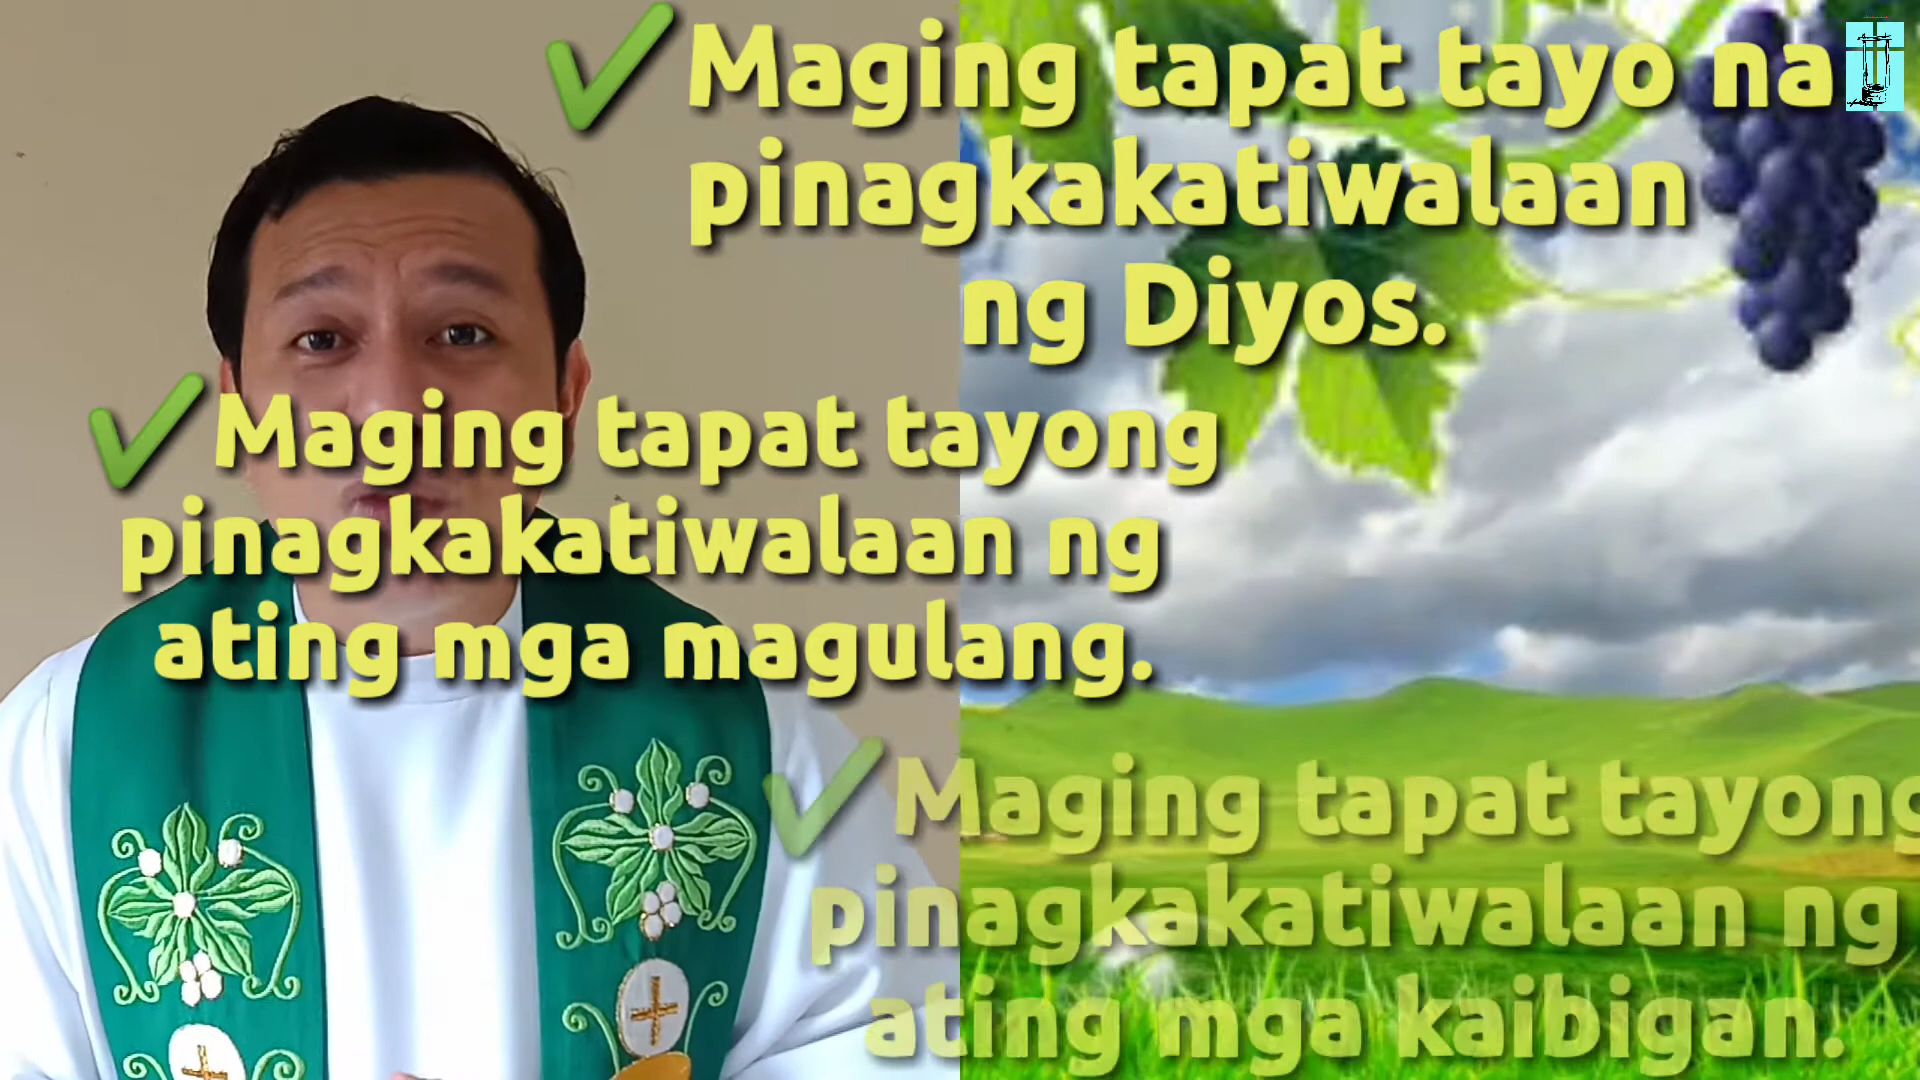 Maging tapat tayo na
pinagkakatiwalaan
ng Diyos.
Maging tapat tayong
pinagkakatiwalaan ng
ating mga magulang.
Maging tapat tayong
pinagkakatiwalaan ng
ating mga kaibigan.